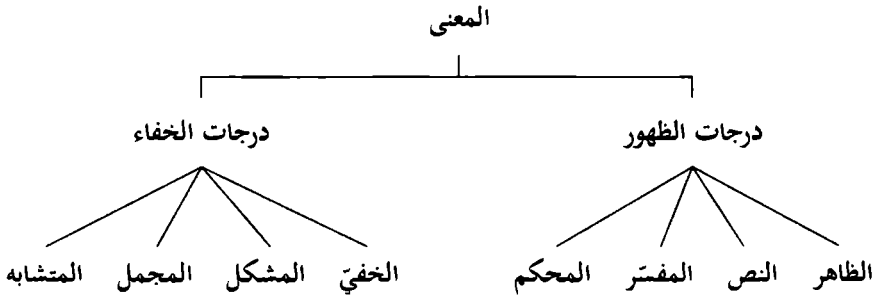 المعنى
درجات الظهور درجات الخفاء
الظاهر النص المفسّر المحكم الخفيّ المشكل المجمل المتشابه